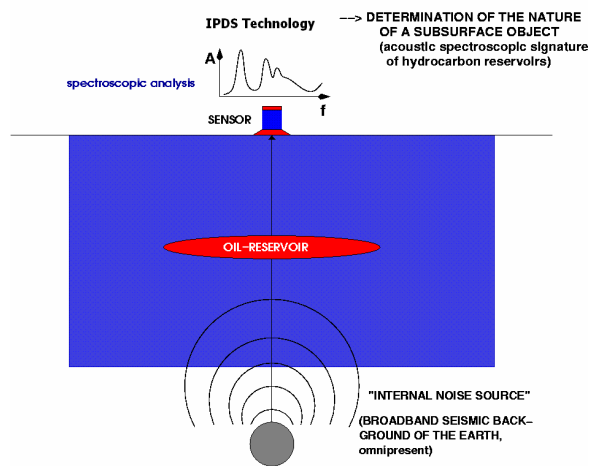 IPDS Technology
––> DETERMINATION OF THE NATURE
OF A SUBSURFACE OBJECT
(acoustic spectroscopic signature
of hydrocarbon reservoirs)
A
spectroscopic analysis
f
SENSOR
OIL–RESERVOIR
"INTERNAL NOISE SOURCE"
(BROADBAND SEISMIC BACK–
GROUND OF THE EARTH,
omnipresent)